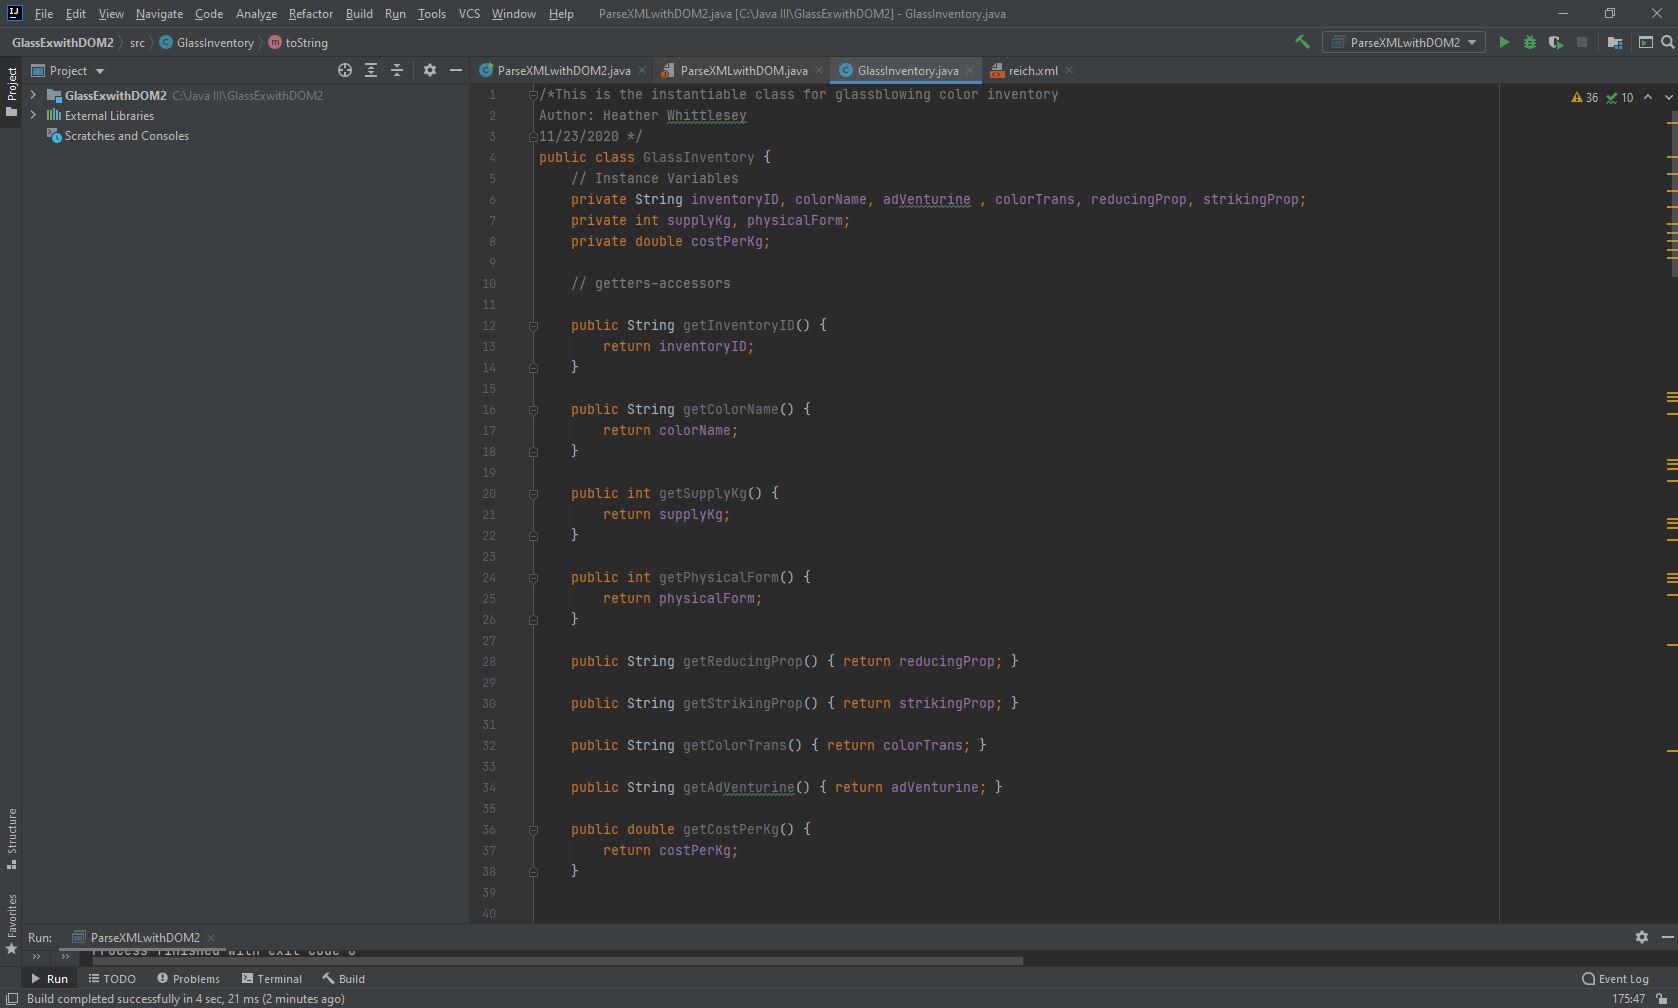 File Edit View Navigate Code Analyze Refactor Build Run Tools VCS Window Help ParseXMLwithDOM2.java [C:\Java III\GlassExwithDOM2] - GlassInventory.java
GlassExwithDOM2 src GlassInventory toString ParseXMLwithDOM2
Project
Project
ParseXMLwithDOM2.java ParseXMLwithDOM.java GlassInventory.java reich.xml
GlassExwithDOM2 C:\Java III\GlassExwithDOM2
External Libraries
Scratches and Consoles
36 10
1 /*This is the instantiable class for glassblowing color inventory
2 Author: Heather Whittlesey
3 11/23/2020 */
4 public class GlassInventory {
5 // Instance Variables
6 private String inventoryID, colorName, adVenturine , colorTrans, reducingProp, strikingProp;
7 private int supplyKg, physicalForm;
8 private double costPerKg;
9
10 // getters-accessors
11
12 public String getInventoryID() {
13 return inventoryID;
14 }
15
16 public String getColorName() {
17 return colorName;
18 }
19
20 public int getSupplyKg() {
21 return supplyKg;
22 }
23
24 public int getPhysicalForm() {
25 return physicalForm;
26 }
27
28 public String getReducingProp() { return reducingProp; }
29
30 public String getStrikingProp() { return strikingProp; }
31
32 public String getColorTrans() { return colorTrans; }
33
34 public String getAdVenturine() { return adVenturine; }
35
36 public double getCostPerKg() {
37 return costPerKg;
38 }
39
40
Structure
Favorites
Run: ParseXMLwithDOM2
Process finished with exit code 0
Run TODO Problems Terminal Build Event Log
Build completed successfully in 4 sec, 21 ms (2 minutes ago) 175:47